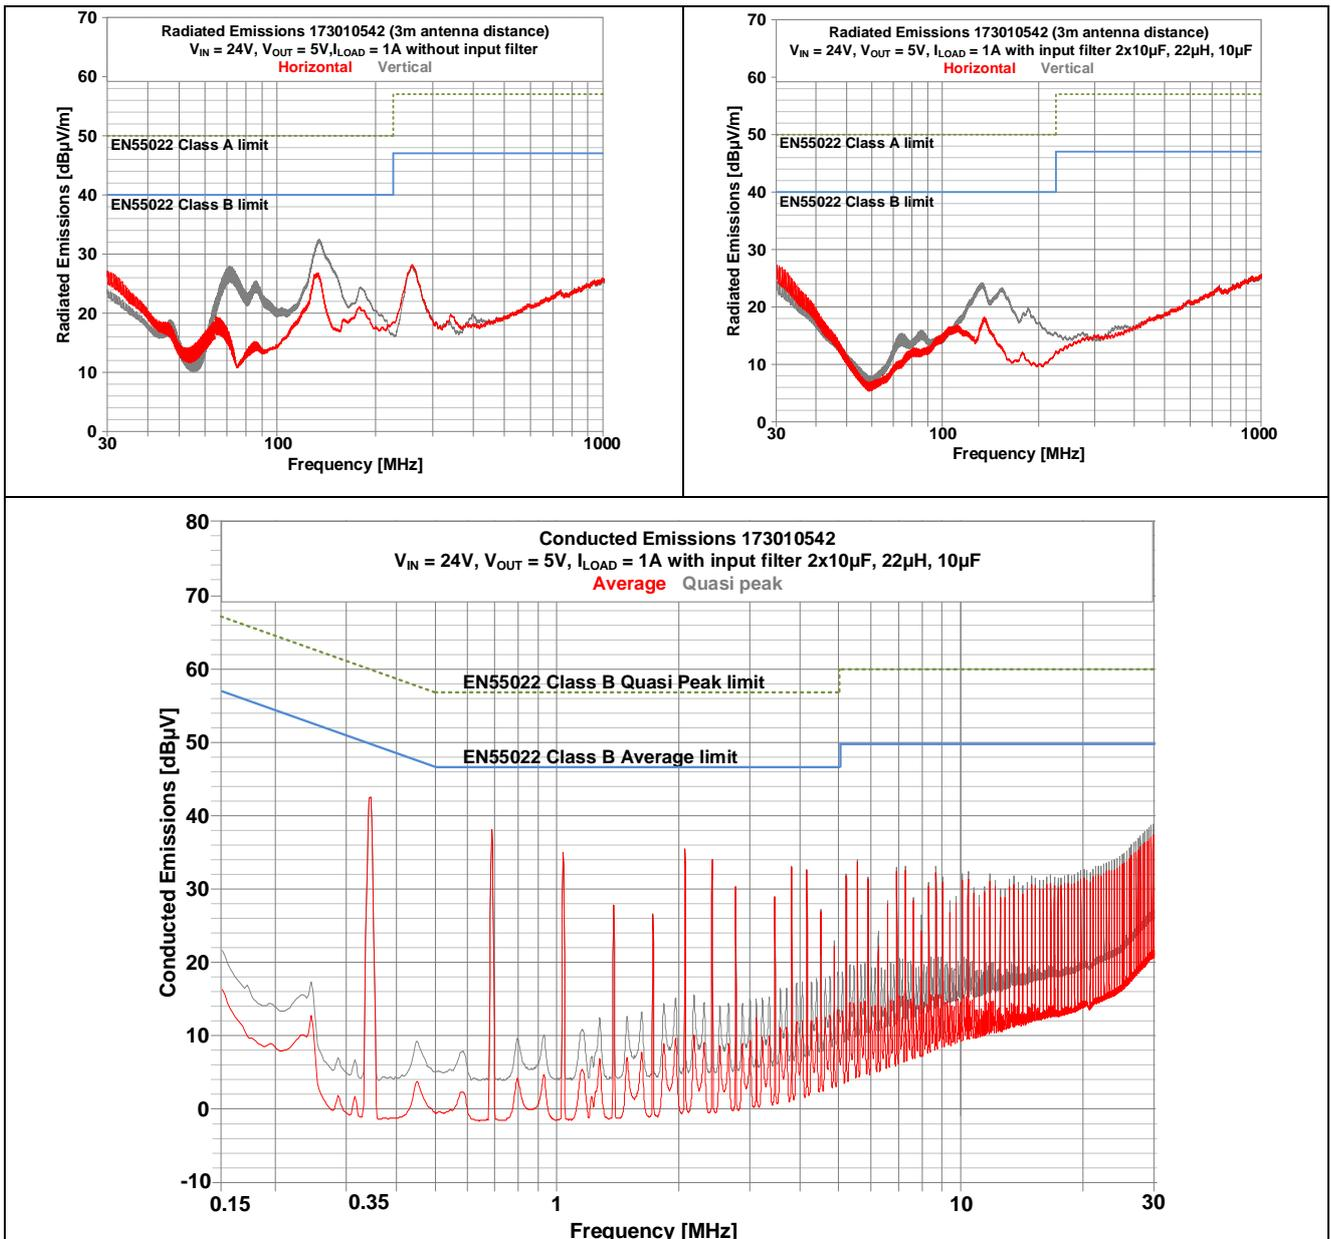 Radiated Emissions 173010542 (3m antenna distance)
VIN = 24V, VOUT = 5V,ILOAD = 1A without input filter
Horizontal Vertical
Radiated Emissions [dBµV/m]
70
60
50
40
30
20
10
0
EN55022 Class A limit
EN55022 Class B limit
30 100 1000
Frequency [MHz]
Radiated Emissions 173010542 (3m antenna distance)
VIN = 24V, VOUT = 5V, ILOAD = 1A with input filter 2x10µF, 22µH, 10µF
Horizontal Vertical
Radiated Emissions [dBµV/m]
70
60
50
40
30
20
10
0
EN55022 Class A limit
EN55022 Class B limit
30 100 1000
Frequency [MHz]
Conducted Emissions 173010542
VIN = 24V, VOUT = 5V, ILOAD = 1A with input filter 2x10µF, 22µH, 10µF
Average Quasi peak
Conducted Emissions [dBµV]
80
70
60
50
40
30
20
10
0
-10
EN55022 Class B Quasi Peak limit
EN55022 Class B Average limit
0.15 0.35 1 10 30
Frequency [MHz]